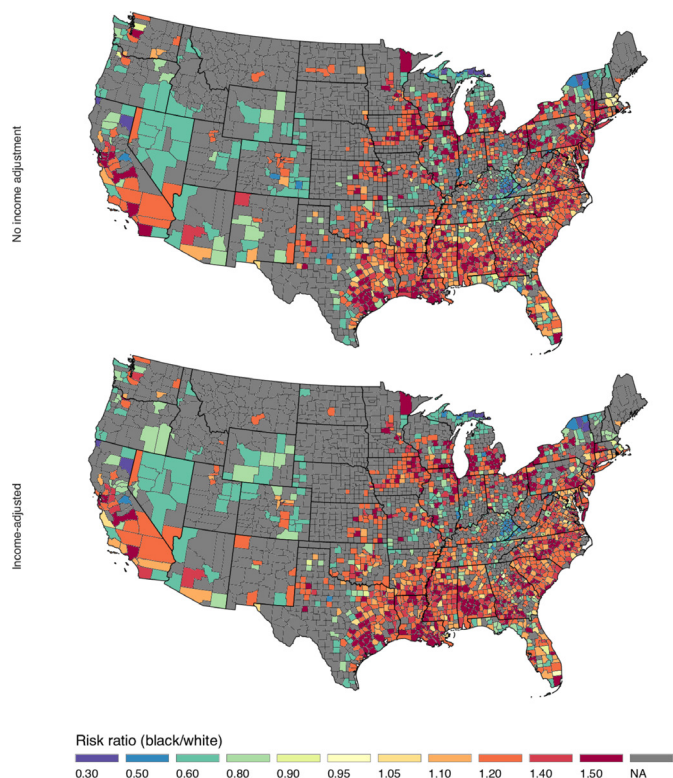 No income adjustment
Income-adjusted
Risk ratio (black/white)
0.30 0.50 0.60 0.80 0.90 0.95 1.05 1.10 1.20 1.40 1.50 NA